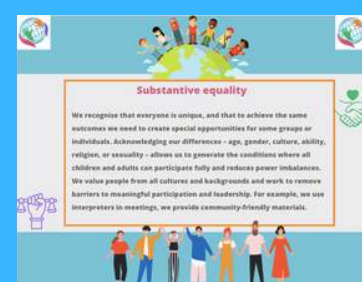 Substantive equality
We recognise that everyone is unique, and that to achieve the same
outcomes we need to create special opportunities for some groups or
individuals. Acknowledging our differences - age, gender, culture, ability,
religion, or sexuality - allows us to generate the conditions where all
children and adults can participate fully and reduces power imbalances.
We value people from all cultures and backgrounds and work to remove
barriers to meaningful participation and leadership. For example, we use
interpreters in meetings, we provide community-friendly materials.